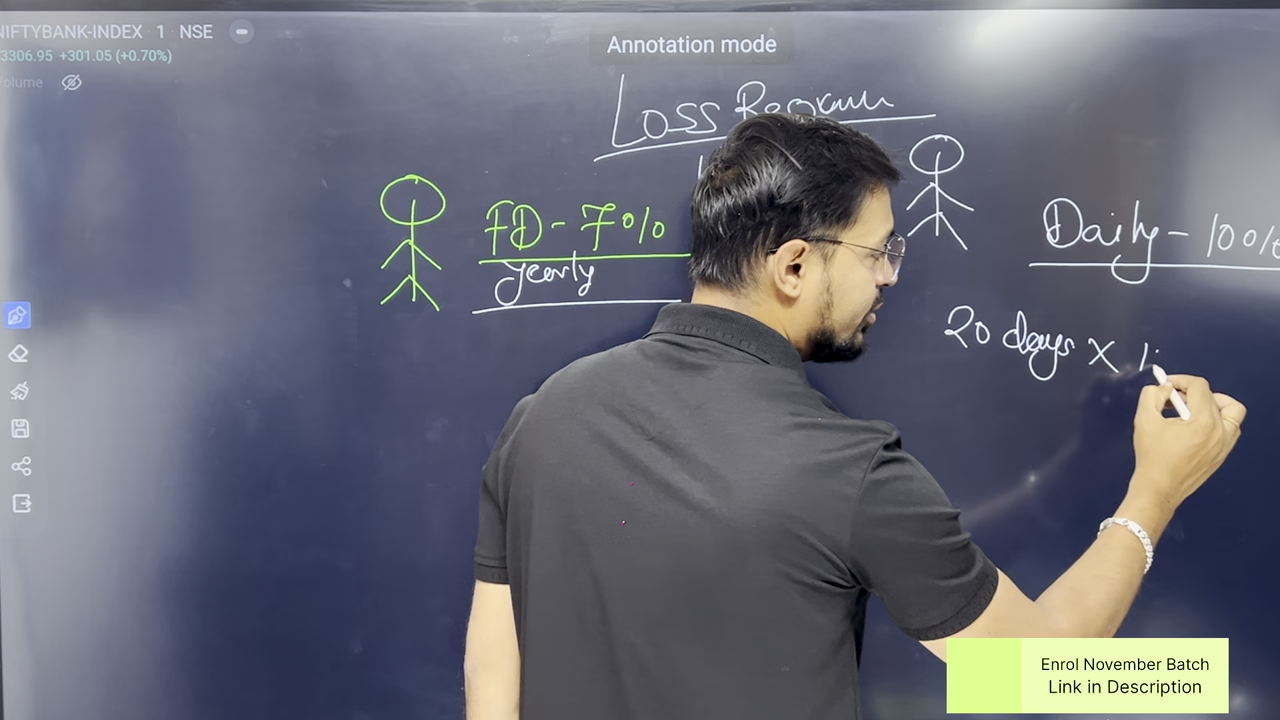 NIFTYBANK-INDEX 1 NSE
3306.95 +301.05 (+0.70%)
olume
Annotation mode
Loss
FD - 7%
yearly
Daily - 100%
20 days X 1
Enrol November Batch
Link in Description